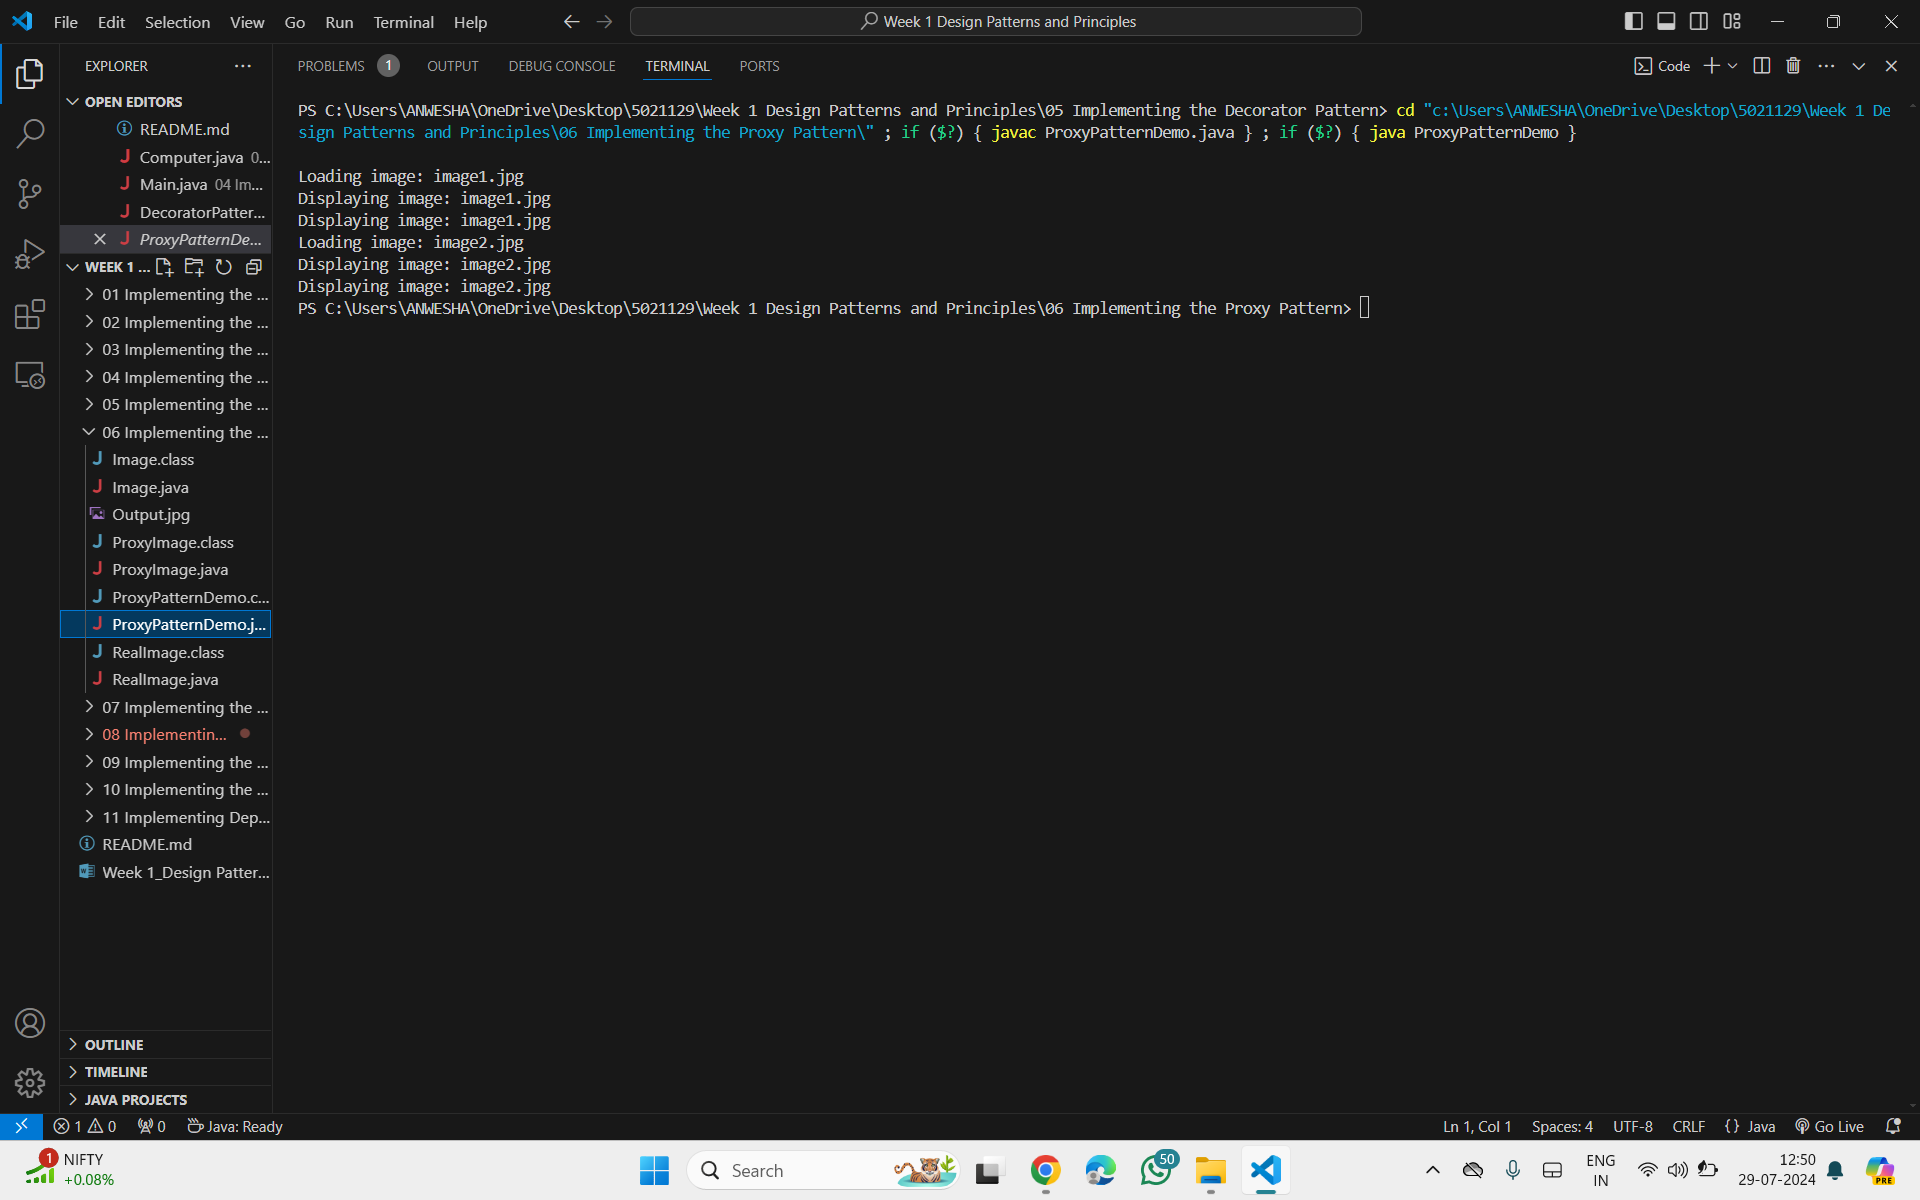 File Edit Selection View Go Run Terminal Help
Week 1 Design Patterns and Principles
EXPLORER
OPEN EDITORS
README.md
Computer.java 0...
Main.java 04 Im...
DecoratorPatter...
ProxyPatternDe...
WEEK 1 ...
01 Implementing the ...
02 Implementing the ...
03 Implementing the ...
04 Implementing the ...
05 Implementing the ...
06 Implementing the ...
Image.class
Image.java
Output.jpg
ProxyImage.class
ProxyImage.java
ProxyPatternDemo.c...
ProxyPatternDemo.j...
RealImage.class
RealImage.java
07 Implementing the ...
08 Implementin...
09 Implementing the ...
10 Implementing the ...
11 Implementing Dep...
README.md
Week 1_Design Patter...
OUTLINE
TIMELINE
JAVA PROJECTS
PROBLEMS 1 OUTPUT DEBUG CONSOLE TERMINAL PORTS
Code
PS C:\Users\ANWESHA\OneDrive\Desktop\5021129\Week 1 Design Patterns and Principles\05 Implementing the Decorator Pattern> cd "c:\Users\ANWESHA\OneDrive\Desktop\5021129\Week 1 De
sign Patterns and Principles\06 Implementing the Proxy Pattern\" ; if ($?) { javac ProxyPatternDemo.java } ; if ($?) { java ProxyPatternDemo }
Loading image: image1.jpg
Displaying image: image1.jpg
Displaying image: image1.jpg
Loading image: image2.jpg
Displaying image: image2.jpg
Displaying image: image2.jpg
PS C:\Users\ANWESHA\OneDrive\Desktop\5021129\Week 1 Design Patterns and Principles\06 Implementing the Proxy Pattern>
1 0 0 Java: Ready
Ln 1, Col 1 Spaces: 4 UTF-8 CRLF {} Java Go Live
1 NIFTY
+0.08%
Search
50
PRE
ENG
IN
12:50
29-07-2024